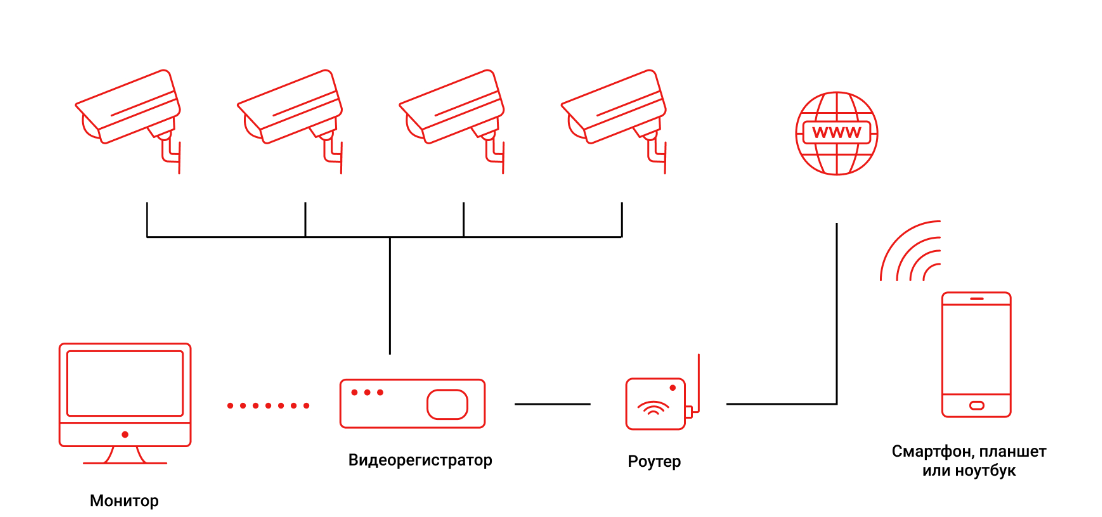 WWW
Видеорегистратор
Роутер
Смартфон, планшет
или ноутбук
Монитор